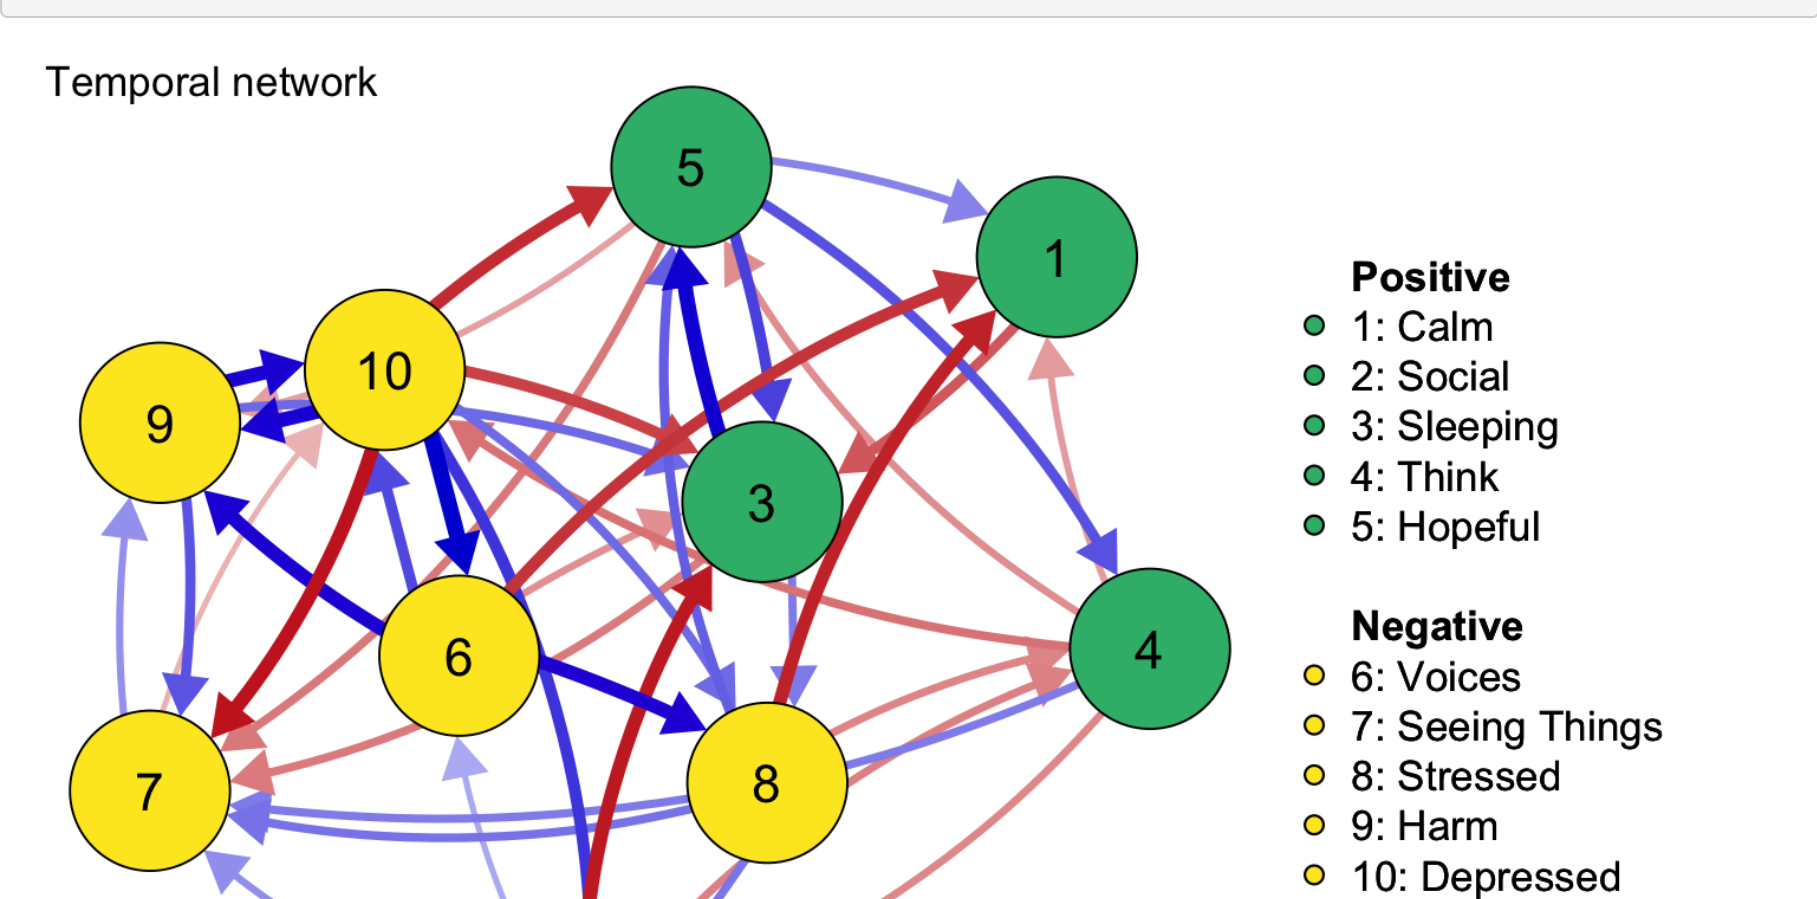 Temporal network
5
1
10
9
3
6
4
8
7
Positive
1: Calm
2: Social
3: Sleeping
4: Think
5: Hopeful
Negative
6: Voices
7: Seeing Things
8: Stressed
9: Harm
10: Depressed